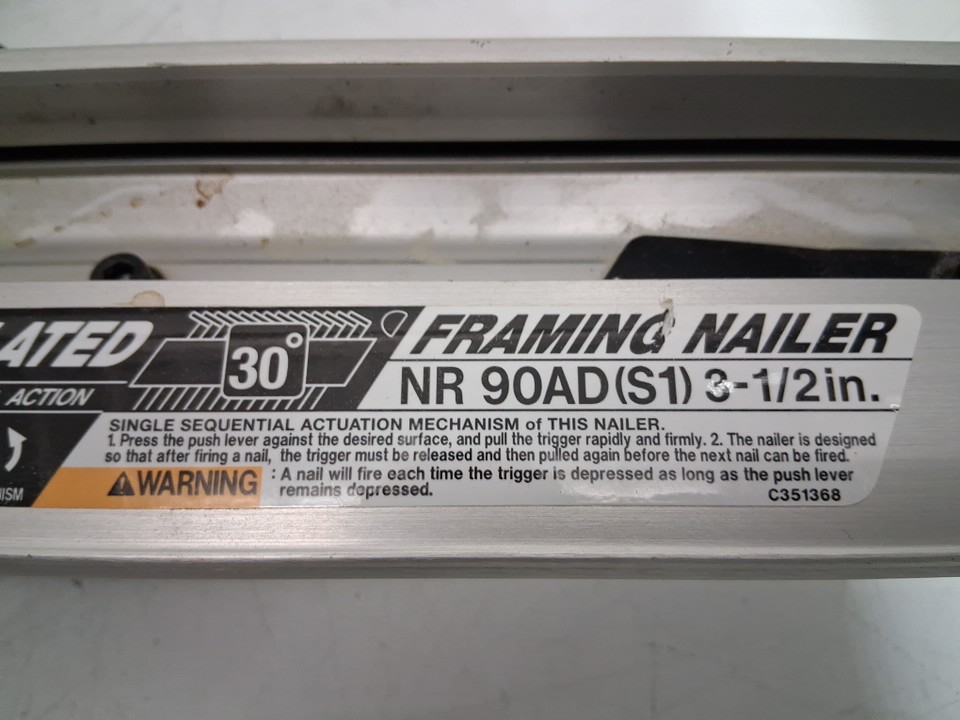 LATED
ACTION
30°
FRAMING NAILER
NR 90AD(S1) 3-1/2in.
SINGLE SEQUENTIAL ACTUATION MECHANISM of THIS NAILER.
1. Press the push lever against the desired surface, and pull the trigger rapidly and firmly. 2. The nailer is designed
so that after firing a nail, the trigger must be released and then pulled again before the next nail can be fired.
WARNING : A nail will fire each time the trigger is depressed as long as the push lever
remains depressed.
NISM
C351368